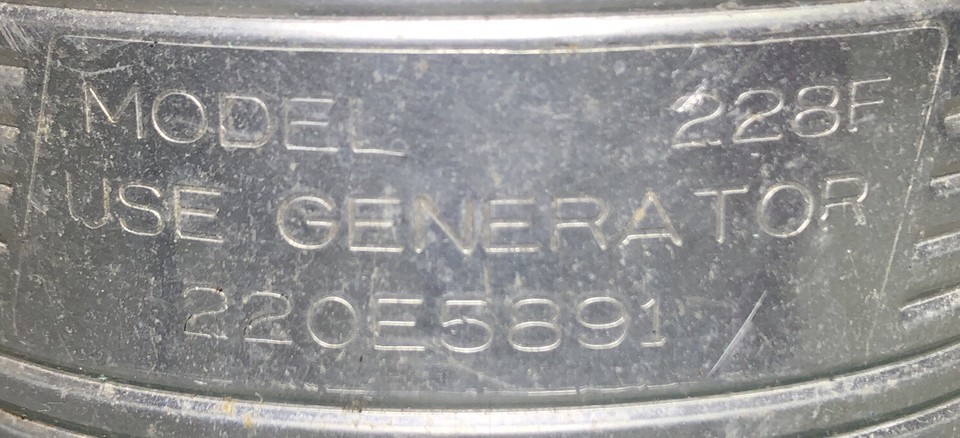 MODEL 228F
USE GENERATOR
220E5891